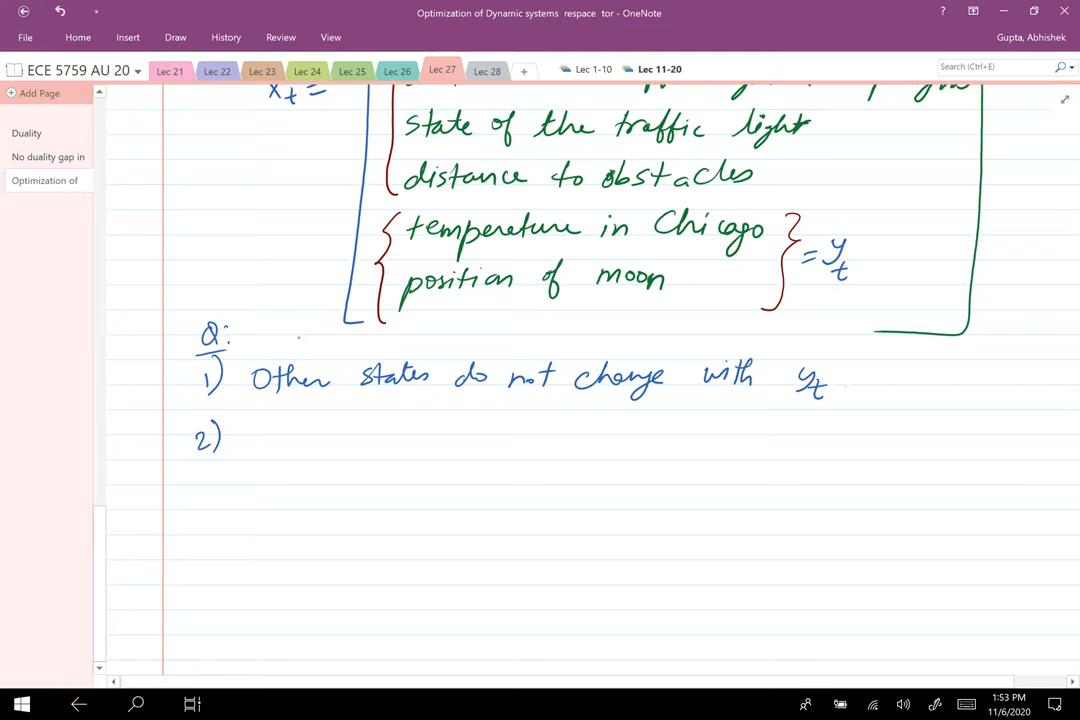 Optimization of Dynamic systems respace tor - OneNote
File Home Insert Draw History Review View
Gupta, Abhishek
ECE 5759 AU 20
Lec 21 Lec 22 Lec 23 Lec 24 Lec 25 Lec 26 Lec 27 Lec 28
Lec 1-10 Lec 11-20
Search (Ctrl+E)
Add Page
Duality
No duality gap in
Optimization of
xt =
state of the traffic light
distance to obstacles
temperature in Chicago
position of moon
= yt
Q:
1) Other states do not change with yt
2)
1:53 PM
11/6/2020